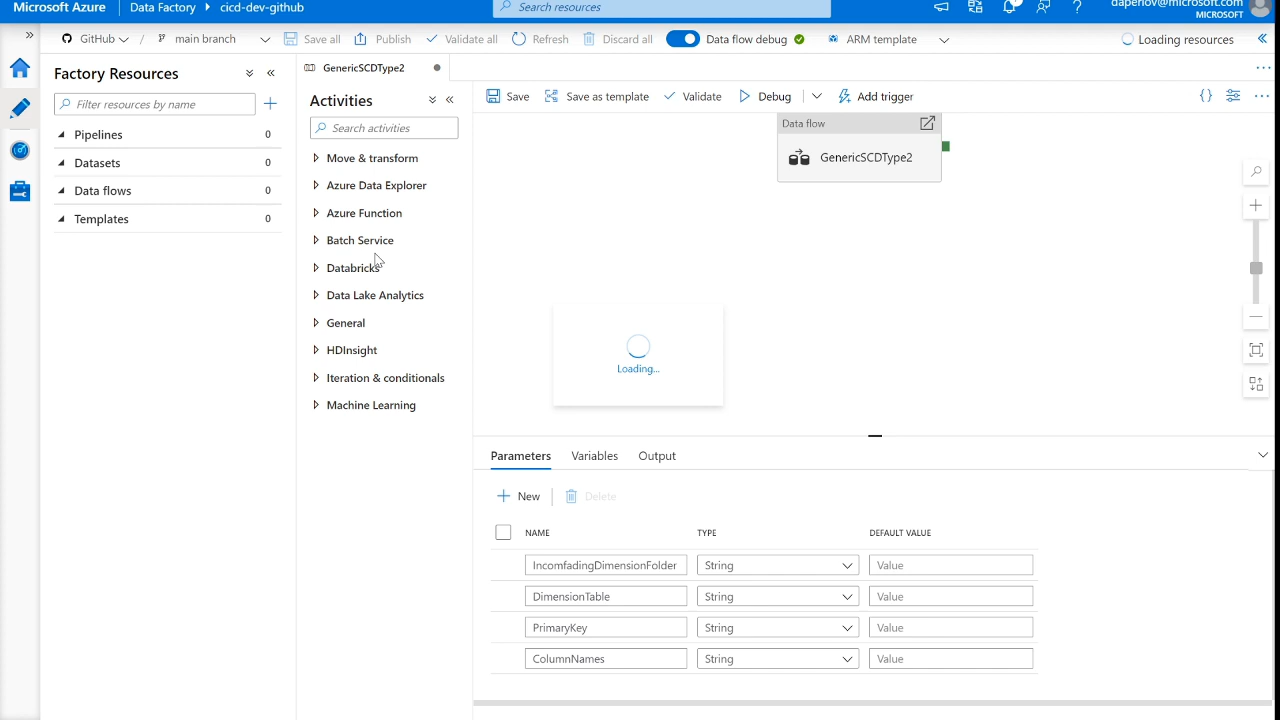 Microsoft Azure
Data Factory
cicd-dev-github
Search resources
daperlov@microsoft.com
MICROSOFT
GitHub
main branch
Save all
Publish
Validate all
Refresh
Discard all
Data flow debug
ARM template
Loading resources
Factory Resources
Filter resources by name
Pipelines 0
Datasets 0
Data flows 0
Templates 0
GenericSCDType2
Activities
Search activities
Move & transform
Azure Data Explorer
Azure Function
Batch Service
Databricks
Data Lake Analytics
General
HDInsight
Iteration & conditionals
Machine Learning
Save
Save as template
Validate
Debug
Add trigger
Data flow
GenericSCDType2
Loading...
Parameters
Variables
Output
New
Delete
NAME TYPE DEFAULT VALUE
IncomfadingDimensionFolder String Value
DimensionTable String Value
PrimaryKey String Value
ColumnNames String Value